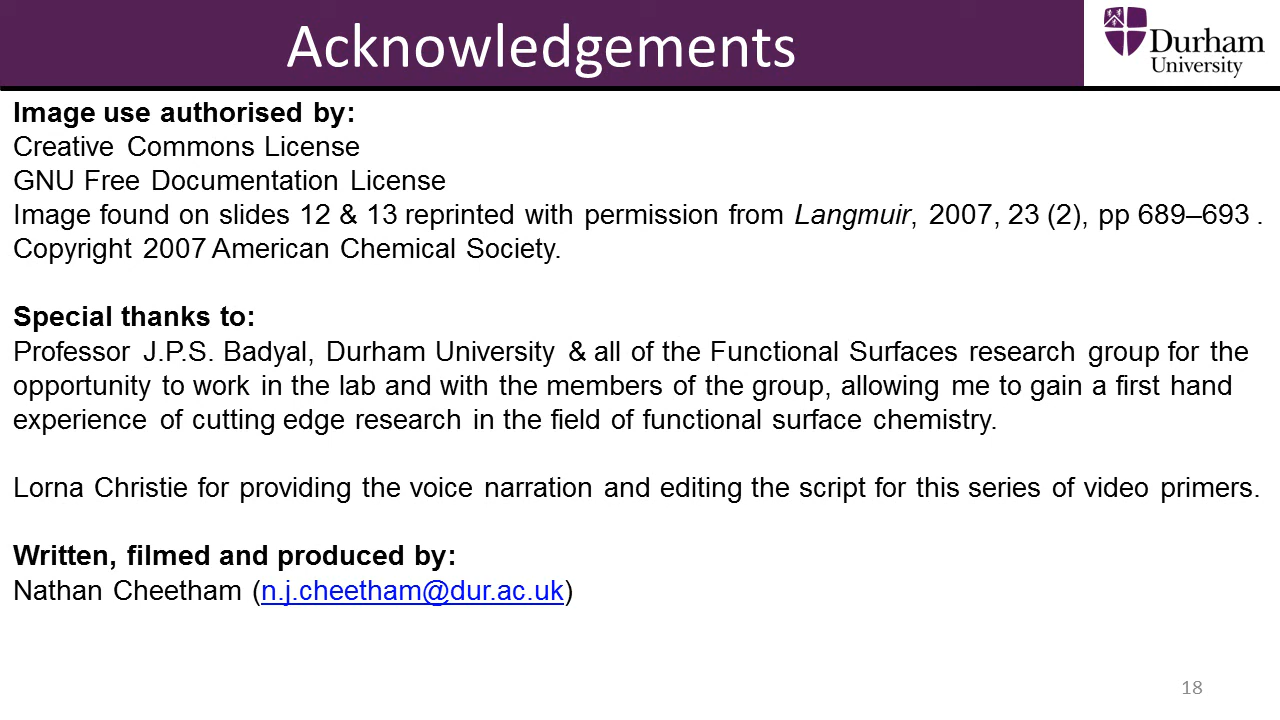 Acknowledgements
Durham
University
Image use authorised by:
Creative Commons License
GNU Free Documentation License
Image found on slides 12 & 13 reprinted with permission from Langmuir, 2007, 23 (2), pp 689–693 .
Copyright 2007 American Chemical Society.
Special thanks to:
Professor J.P.S. Badyal, Durham University & all of the Functional Surfaces research group for the
opportunity to work in the lab and with the members of the group, allowing me to gain a first hand
experience of cutting edge research in the field of functional surface chemistry.
Lorna Christie for providing the voice narration and editing the script for this series of video primers.
Written, filmed and produced by:
Nathan Cheetham (n.j.cheetham@dur.ac.uk)
18